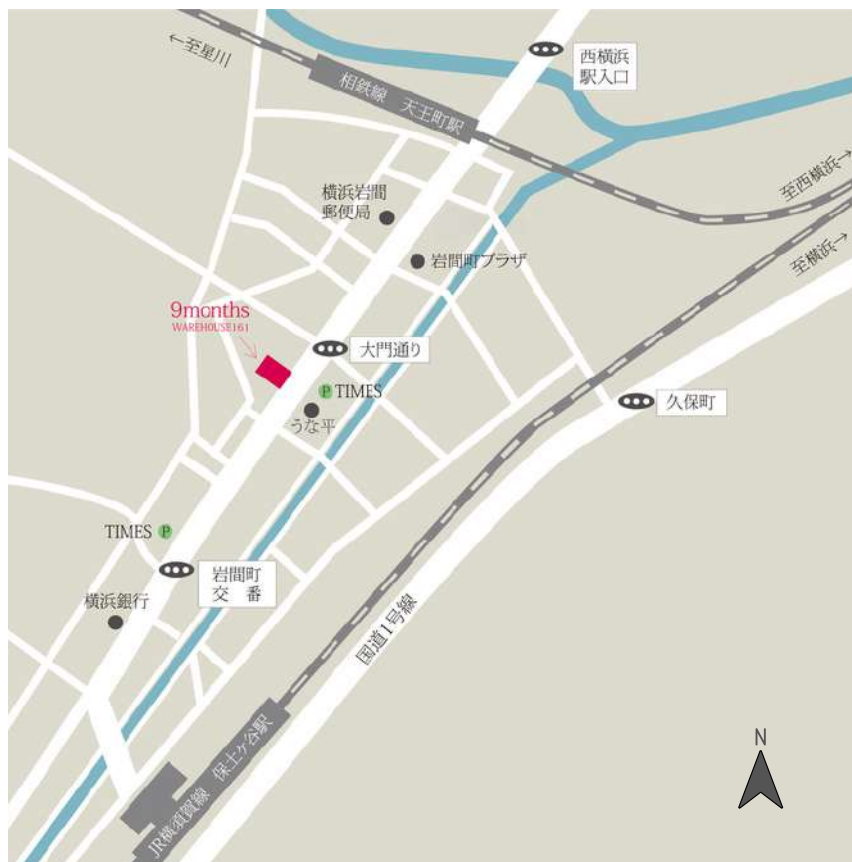 ←至星川
西横浜
駅入口
相鉄線 天王町駅
至西横浜→
横浜岩間
郵便局
岩間町プラザ
至横浜→
9months
WAREHOUSE161
大門通り
P TIMES
久保町
うな平
TIMES P
岩間町
交 番
横浜銀行
国道1号線
JR横須賀線 保土ヶ谷駅
N